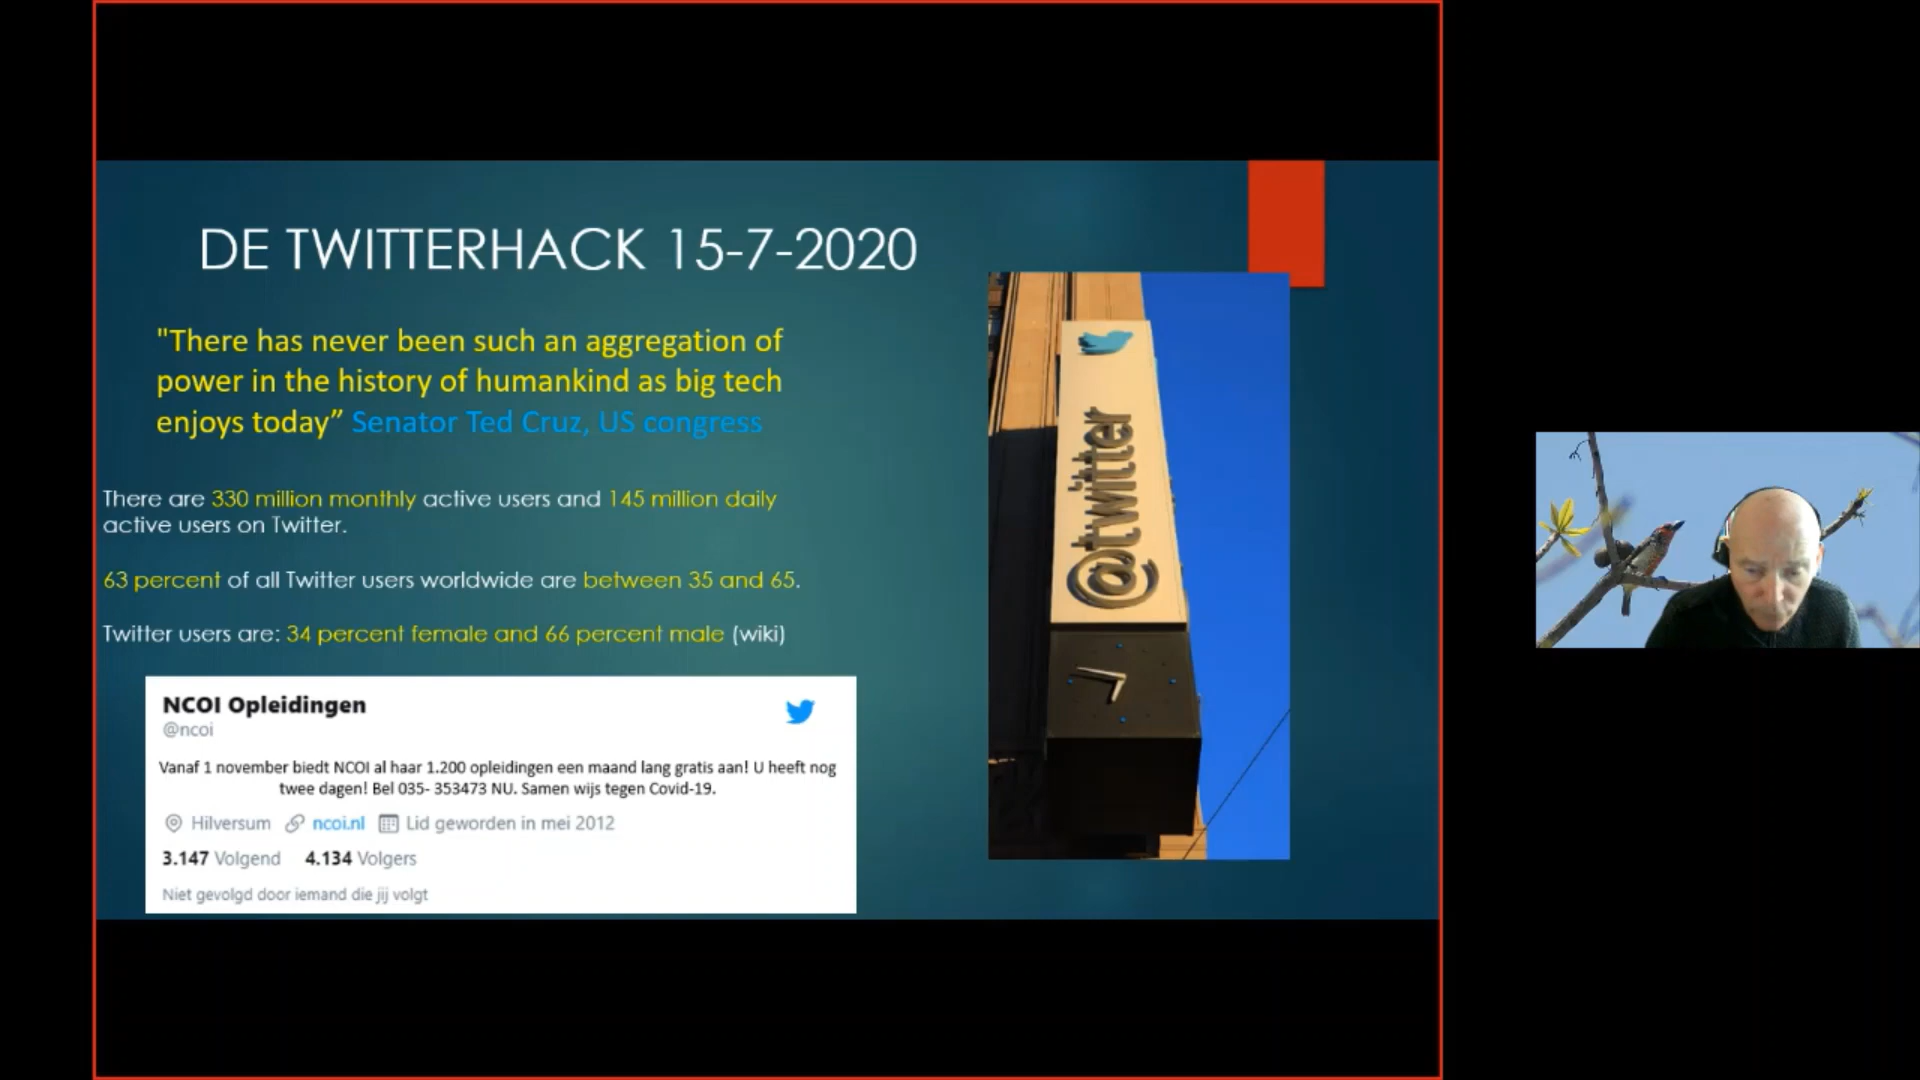 DE TWITTERHACK 15-7-2020
"There has never been such an aggregation of
power in the history of humankind as big tech
enjoys today” Senator Ted Cruz, US congress
There are 330 million monthly active users and 145 million daily
active users on Twitter.
63 percent of all Twitter users worldwide are between 35 and 65.
Twitter users are: 34 percent female and 66 percent male (wiki)
@twitter
NCOI Opleidingen
@ncoi
Vanaf 1 november biedt NCOI al haar 1.200 opleidingen een maand lang gratis aan! U heeft nog
twee dagen! Bel 035- 353473 NU. Samen wijs tegen Covid-19.
Hilversum ncoi.nl Lid geworden in mei 2012
3.147 Volgend 4.134 Volgers
Niet gevolgd door iemand die jij volgt